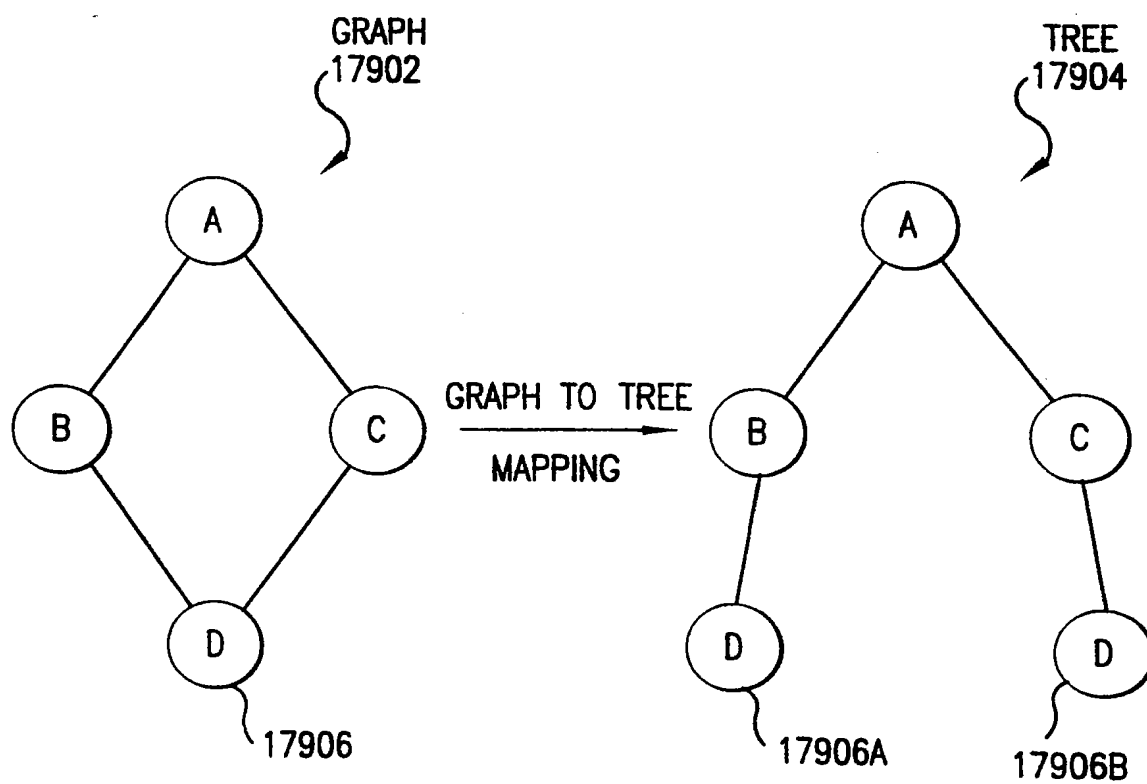 GRAPH
17902
TREE
17904
A
B
C
D
17906
GRAPH TO TREE
MAPPING
A
B
C
D
D
17906A
17906B